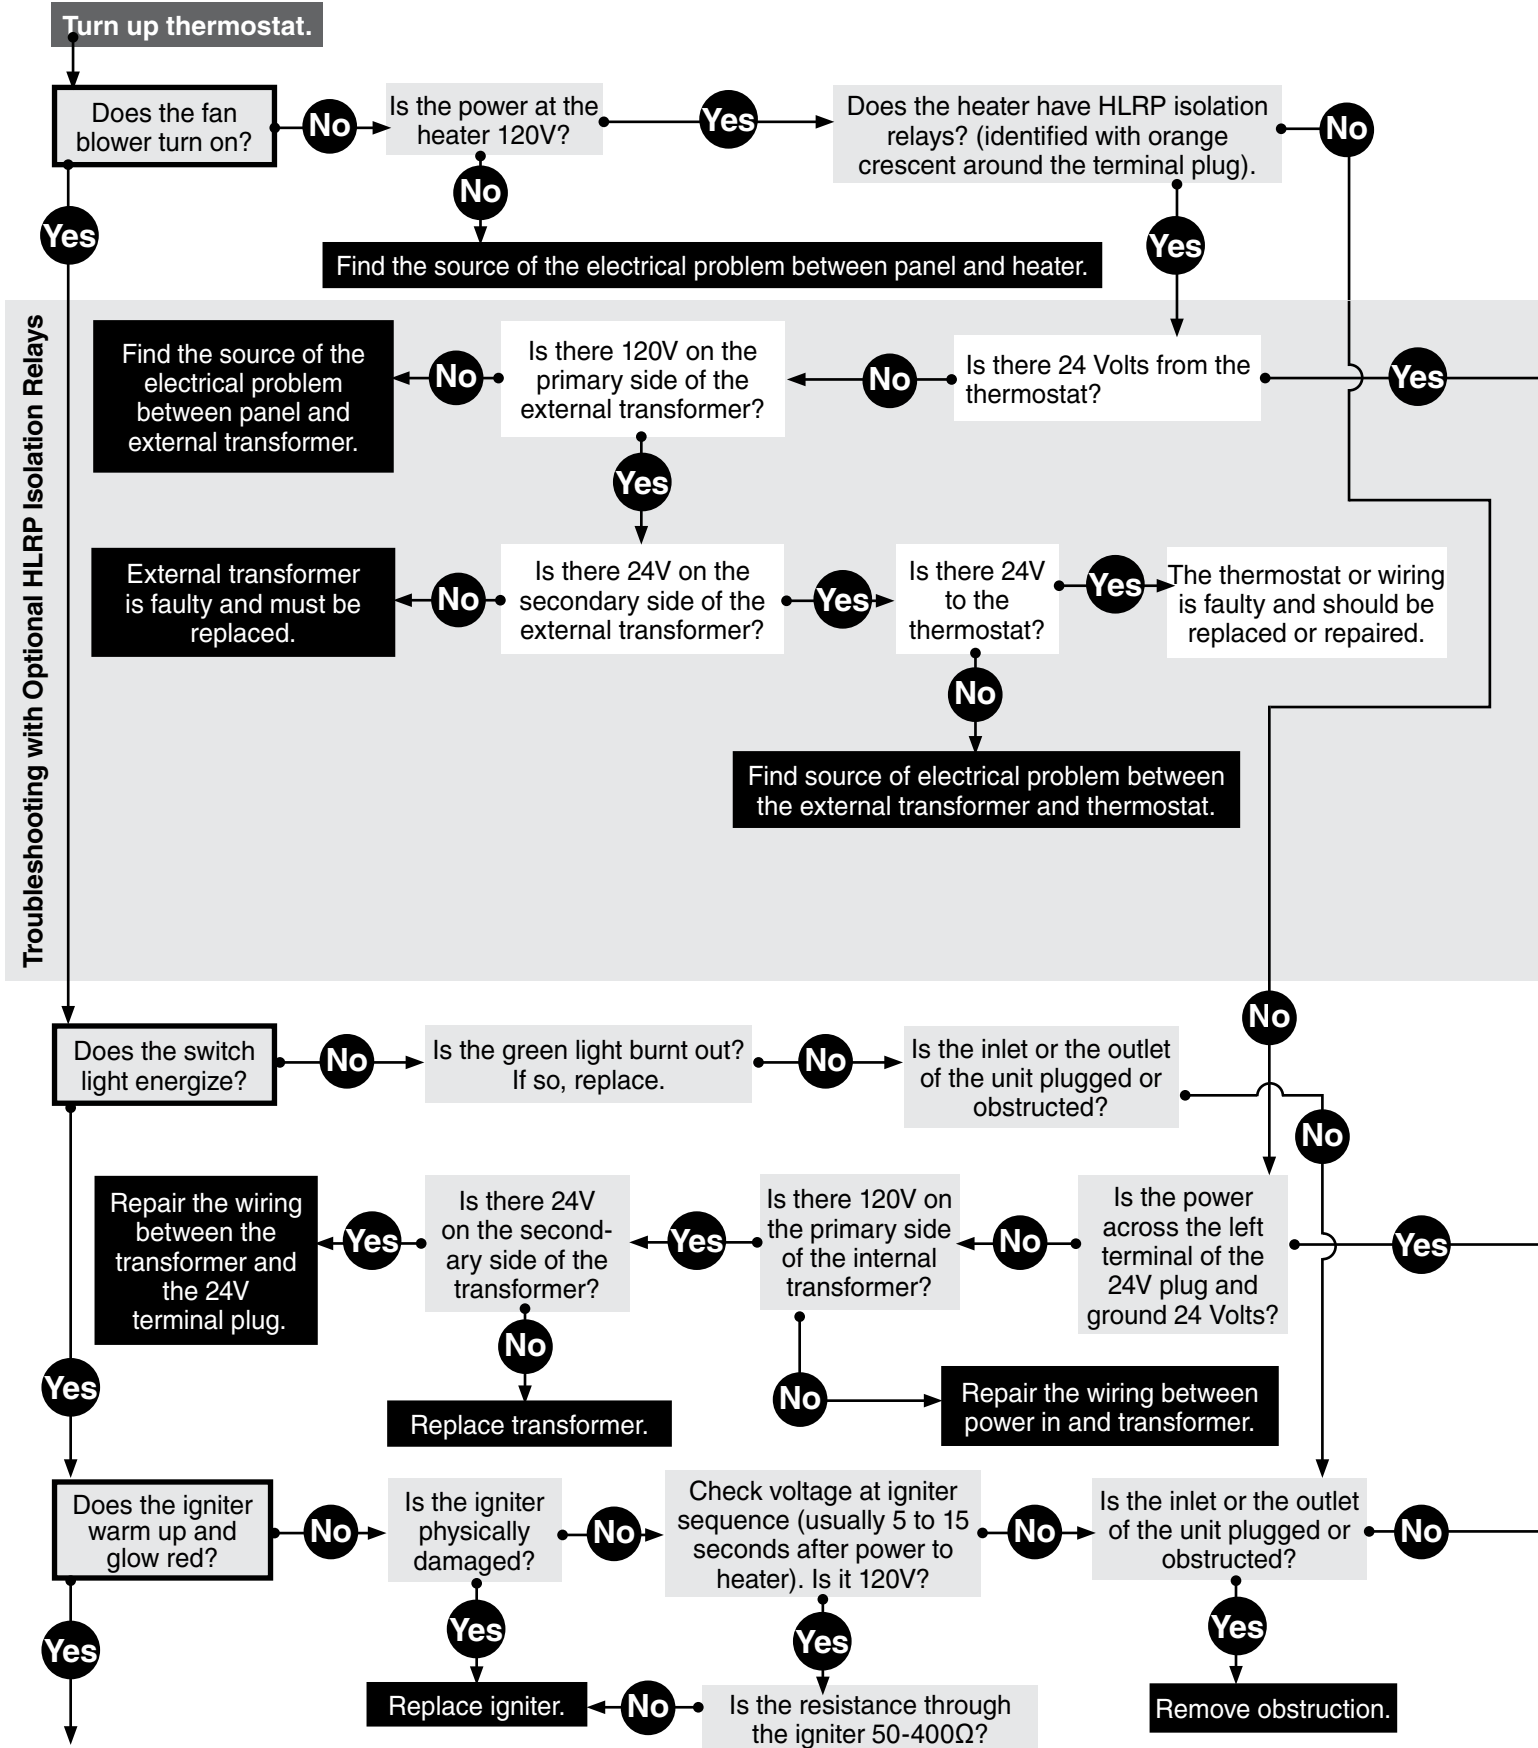 Turn up thermostat.
Does the fan
blower turn on?
No
Is the power at the
heater 120V?
Yes
Does the heater have HLRP isolation
relays? (identified with orange
crescent around the terminal plug).
No
No
Yes
Yes
Find the source of the electrical problem between panel and heater.
Troubleshooting with Optional HLRP Isolation Relays
Find the source of the
electrical problem
between panel and
external transformer.
No
Is there 120V on the
primary side of the
external transformer?
No
Is there 24 Volts from the
thermostat?
Yes
Yes
External transformer
is faulty and must be
replaced.
No
Is there 24V on the
secondary side of the
external transformer?
Yes
Is there 24V
to the
thermostat?
Yes
The thermostat or wiring
is faulty and should be
replaced or repaired.
No
Find source of electrical problem between
the external transformer and thermostat.
No
Does the switch
light energize?
No
Is the green light burnt out?
If so, replace.
No
Is the inlet or the outlet
of the unit plugged or
obstructed?
No
Repair the wiring
between the
transformer and
the 24V
terminal plug.
Yes
Is there 24V
on the second-
ary side of the
transformer?
Yes
Is there 120V on
the primary side
of the internal
transformer?
No
Is the power
across the left
terminal of the
24V plug and
ground 24 Volts?
Yes
No
Yes
No
Replace transformer.
Repair the wiring between
power in and transformer.
Does the igniter
warm up and
glow red?
No
Is the igniter
physically
damaged?
No
Check voltage at igniter
sequence (usually 5 to 15
seconds after power to
heater). Is it 120V?
No
Is the inlet or the outlet
of the unit plugged or
obstructed?
No
Yes
Yes
Yes
Yes
Replace igniter.
No
Is the resistance through
the igniter 50-400Ω?
Remove obstruction.